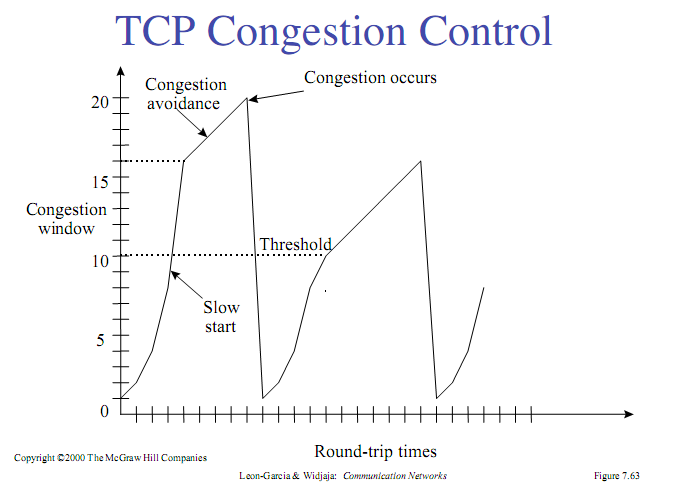 TCP Congestion Control
Congestion
avoidance
Congestion occurs
20
15
Congestion
window
Threshold
10
Slow
start
5
0
Round-trip times
Copyright ©2000 The McGraw Hill Companies
Leon-Garcia & Widjaja: Communication Networks
Figure 7.63